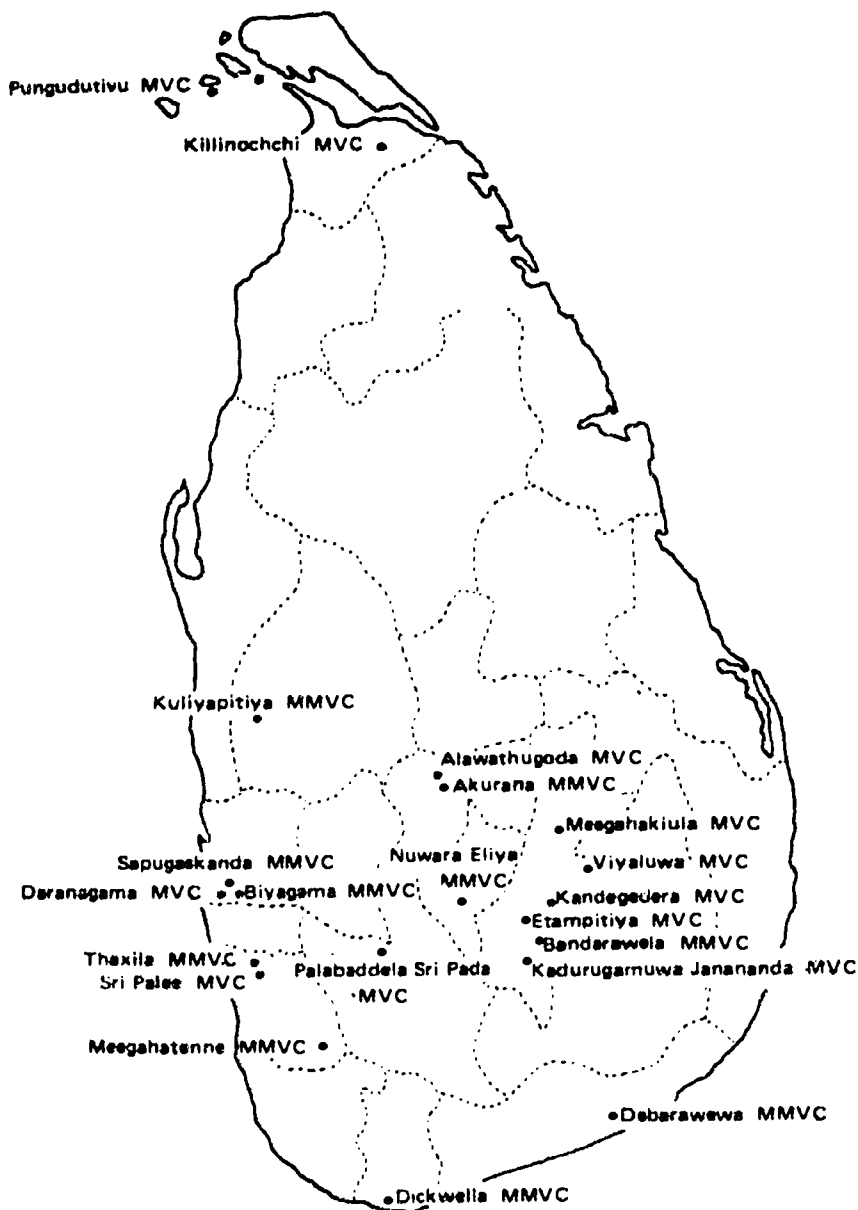 Pungudutivu MVC
Killinochchi MVC
Kuliyapitiya MMVC
Alawathugoda MVC
Akurana MMVC
Meegahakiula MVC
Sapugaskanda MMVC
Nuwara Eliya
MMVC
Viyaluwa MVC
Daranagama MVC
Biyagama MMVC
Kandegedera MVC
Etampitiya MVC
Bandarawela MMVC
Thaxila MMVC
Sri Palee MVC
Palabaddela Sri Pada
MVC
Kadurugamuwa Janananda MVC
Meegahatenne MMVC
Debarawewa MMVC
Dickwella MMVC